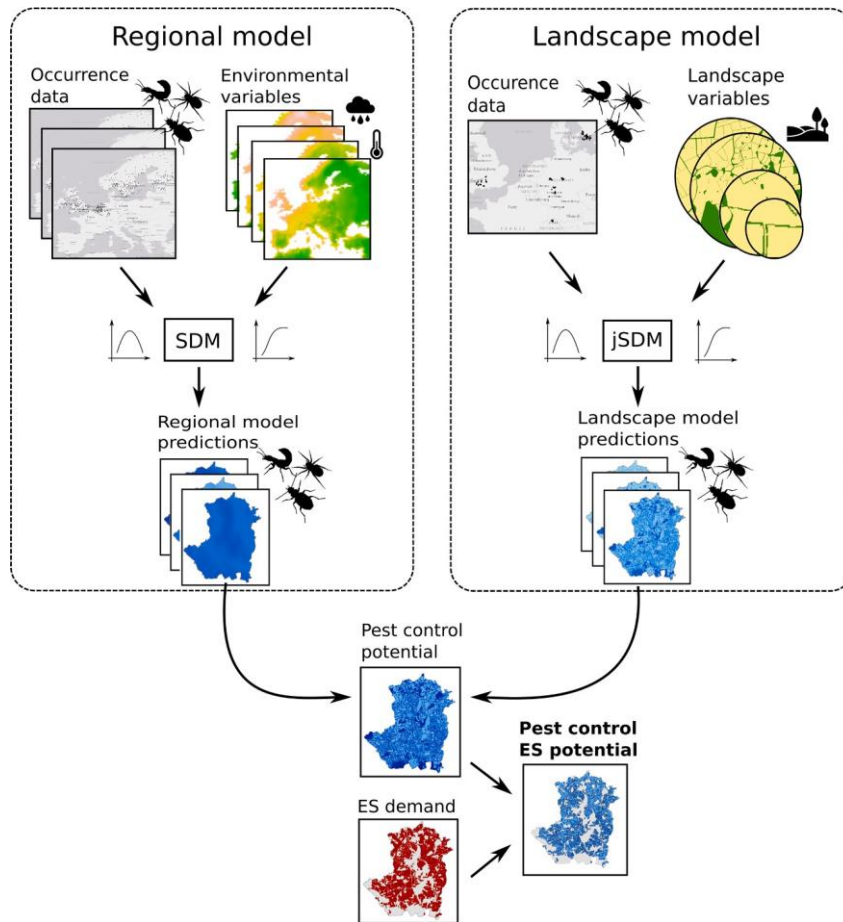 Regional model
Occurrence
data
Environmental
variables
SDM
Regional model
predictions
Landscape model
Occurence
data
Landscape
variables
jSDM
Landscape model
predictions
Pest control
potential
Pest control
ES potential
ES demand